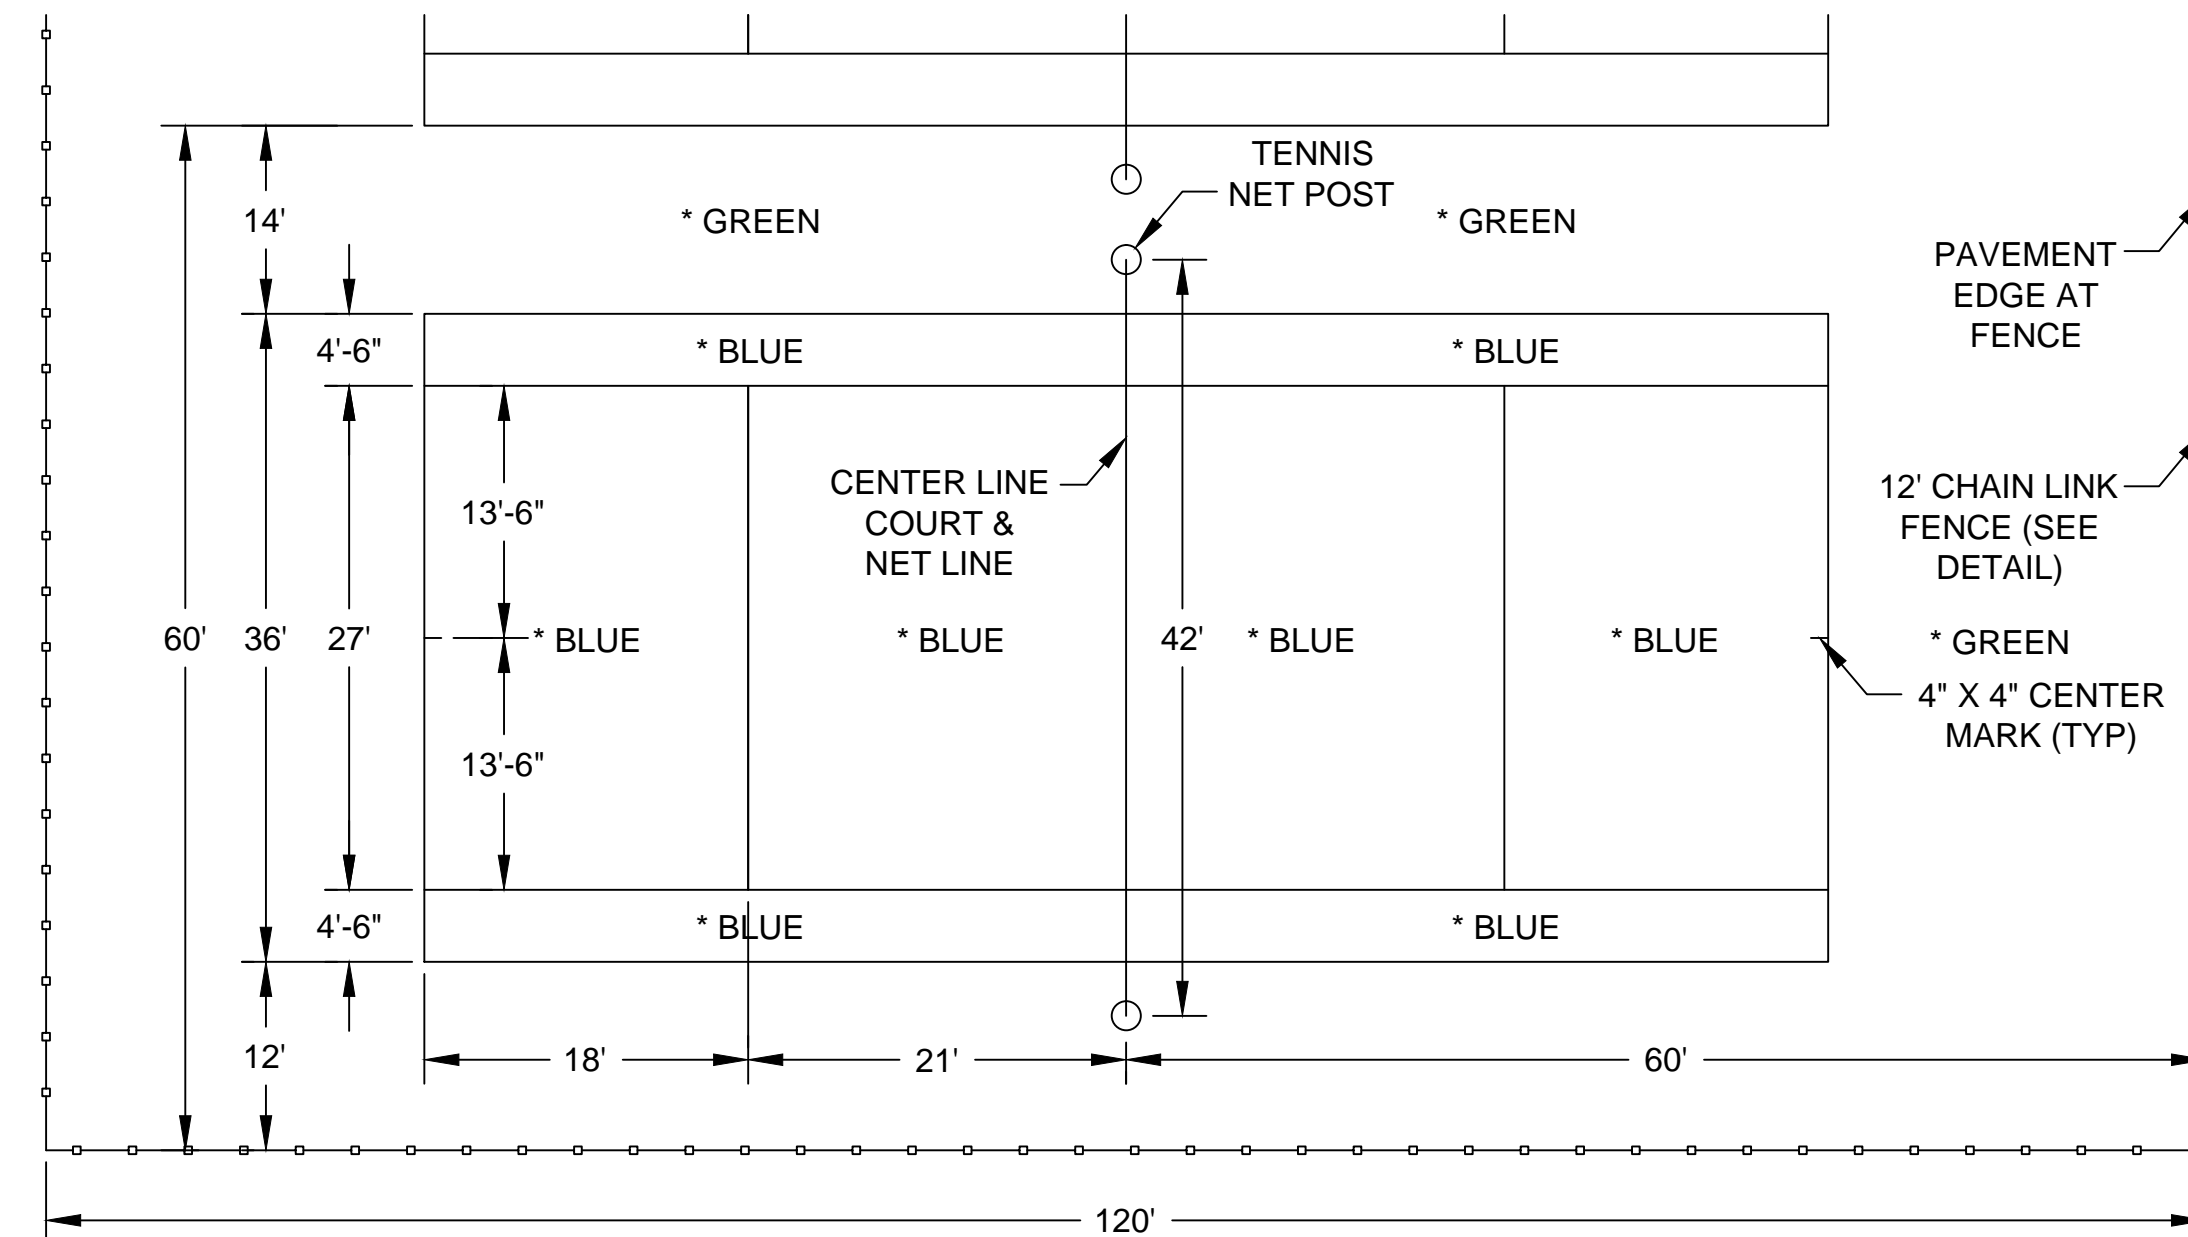 TENNIS
NET POST
14'
* GREEN
* GREEN
PAVEMENT
EDGE AT
FENCE
4'-6"
* BLUE
* BLUE
13'-6"
CENTER LINE
COURT &
NET LINE
12' CHAIN LINK
FENCE (SEE
DETAIL)
60'
36'
27'
* BLUE
* BLUE
42'
* BLUE
* BLUE
* GREEN
4" X 4" CENTER
MARK (TYP)
13'-6"
4'-6"
* BLUE
* BLUE
12'
18'
21'
60'
120'